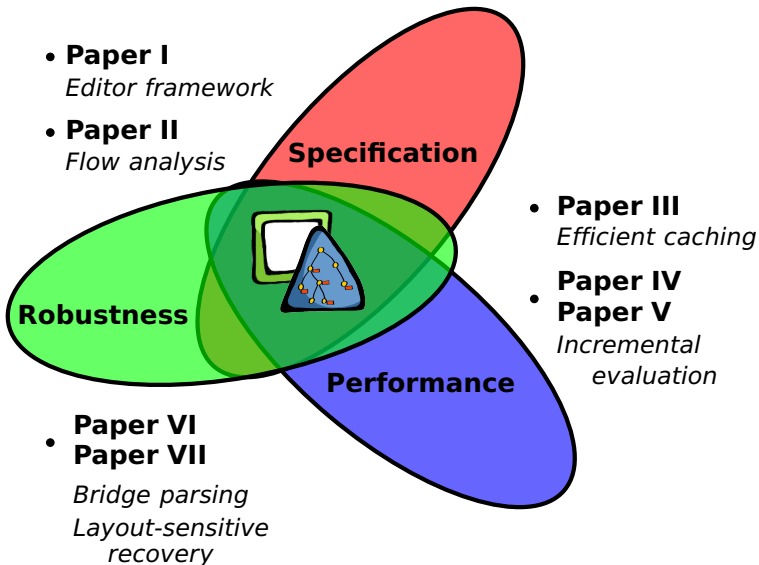 • Paper I
Editor framework
• Paper II
Flow analysis
Specification
• Paper III
Efficient caching
• Paper IV
Paper V
Incremental
evaluation
Robustness
Performance
• Paper VI
Paper VII
Bridge parsing
Layout-sensitive
recovery